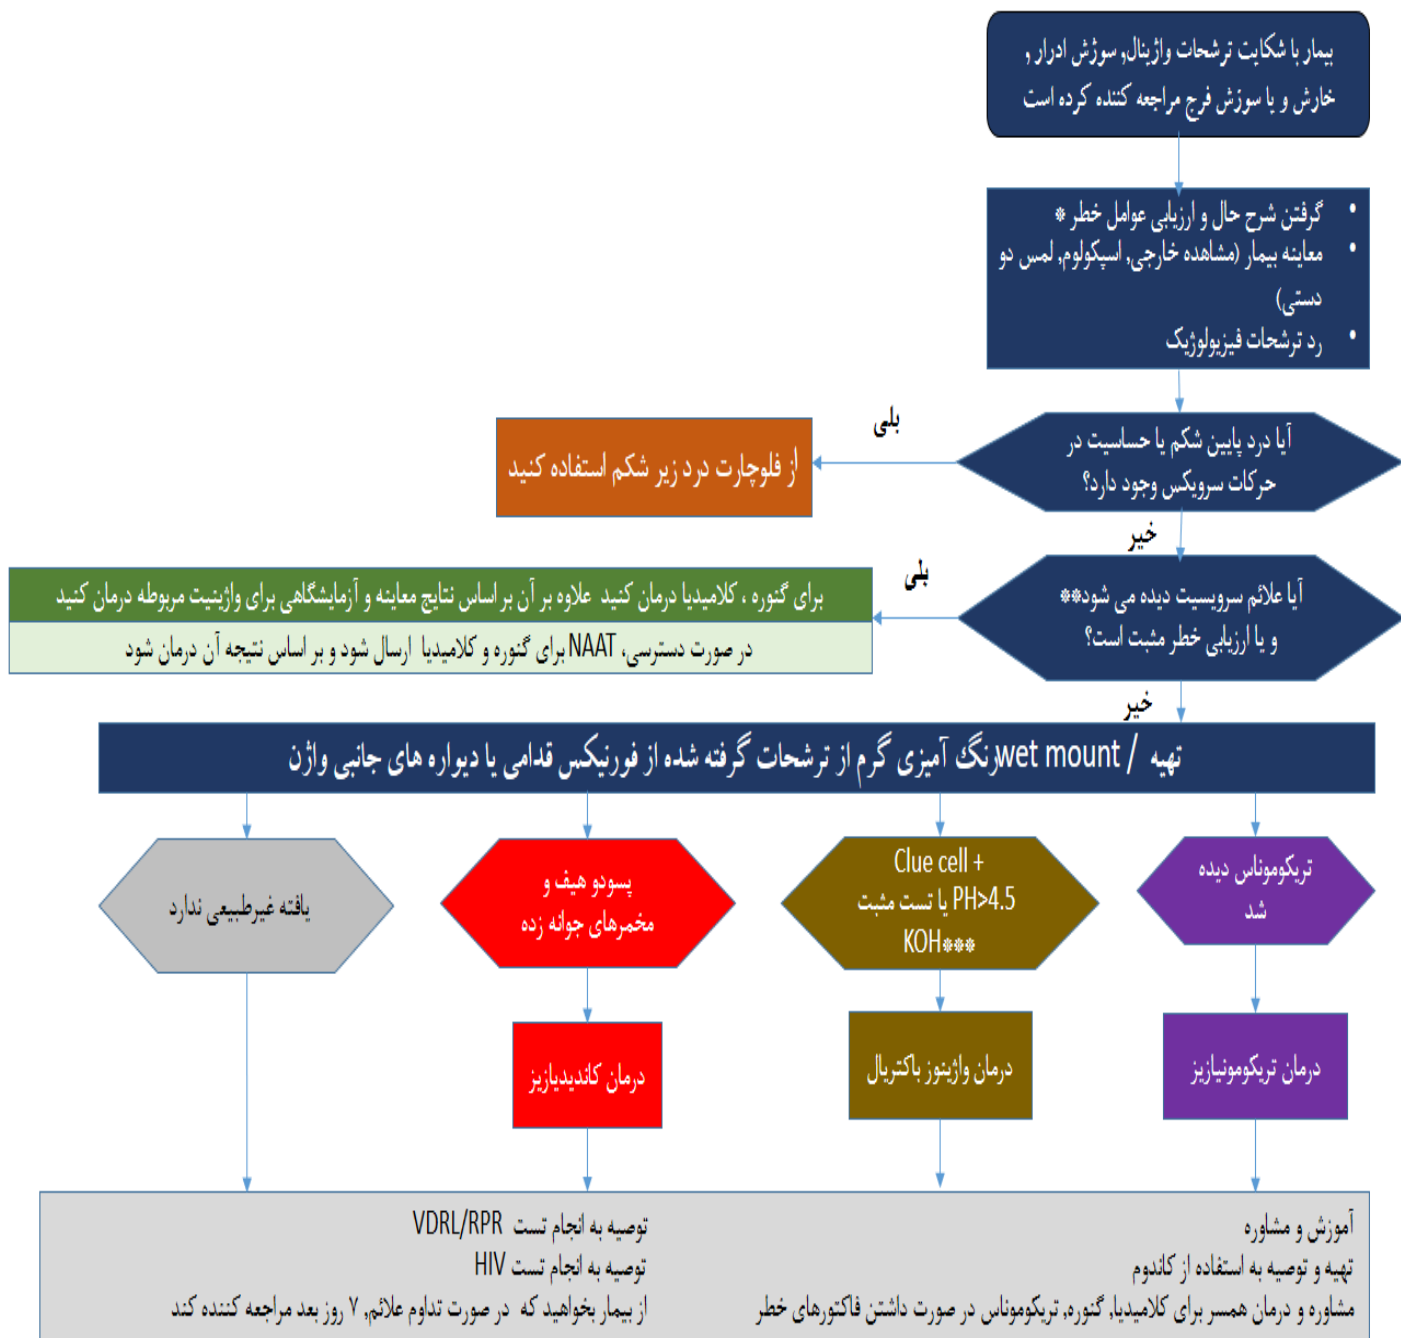 بیمار با شکایت ترشحات واژینال, سوژش ادرار ,
خارش و یا سوزش فرج مراجعه کننده کرده است
• گرفتن شرح حال و ارزیابی عوامل خطر *
• معاینه بیمار (مشاهده خارجی, اسپکولوم, لمس دو
دستی)
• رد ترشحات فیزیولوژیک
آیا درد پایین شکم یا حساسیت در
حرکات سرویکس وجود دارد؟
بلی
از فلوچارت درد زیر شکم استفاده کنید
خیر
آیا علائم سرویسیت دیده می شود**
و یا ارزیابی خطر مثبت است؟
بلی
برای گنوره ، کلامیدیا درمان کنید علاوه بر آن بر اساس نتایج معاینه و آزمایشگاهی برای واژینیت مربوطه درمان کنید
در صورت دسترسی، NAAT برای گنوره و کلامیدیا ارسال شود و بر اساس نتیجه آن درمان شود
خیر
تهیه wet mount / رنگ آمیزی گرم از ترشحات گرفته شده از فورنیکس قدامی یا دیواره های جانبی واژن
تریکوموناس دیده
شد
Clue cell +
PH>4.5 یا تست مثبت
KOH***
پسودو هیف و
مخمرهای جوانه زده
یافته غیرطبیعی ندارد
درمان تریکومونیازیز
درمان واژینوز باکتریال
درمان کاندیدیازیز
آموزش و مشاوره
تهیه و توصیه به استفاده از کاندوم
مشاوره و درمان همسر برای کلامیدیا, گنوره, تریکوموناس در صورت داشتن فاکتورهای خطر
توصیه به انجام تست VDRL/RPR
توصیه به انجام تست HIV
از بیمار بخواهید که در صورت تداوم علائم, ۷ روز بعد مراجعه کننده کند